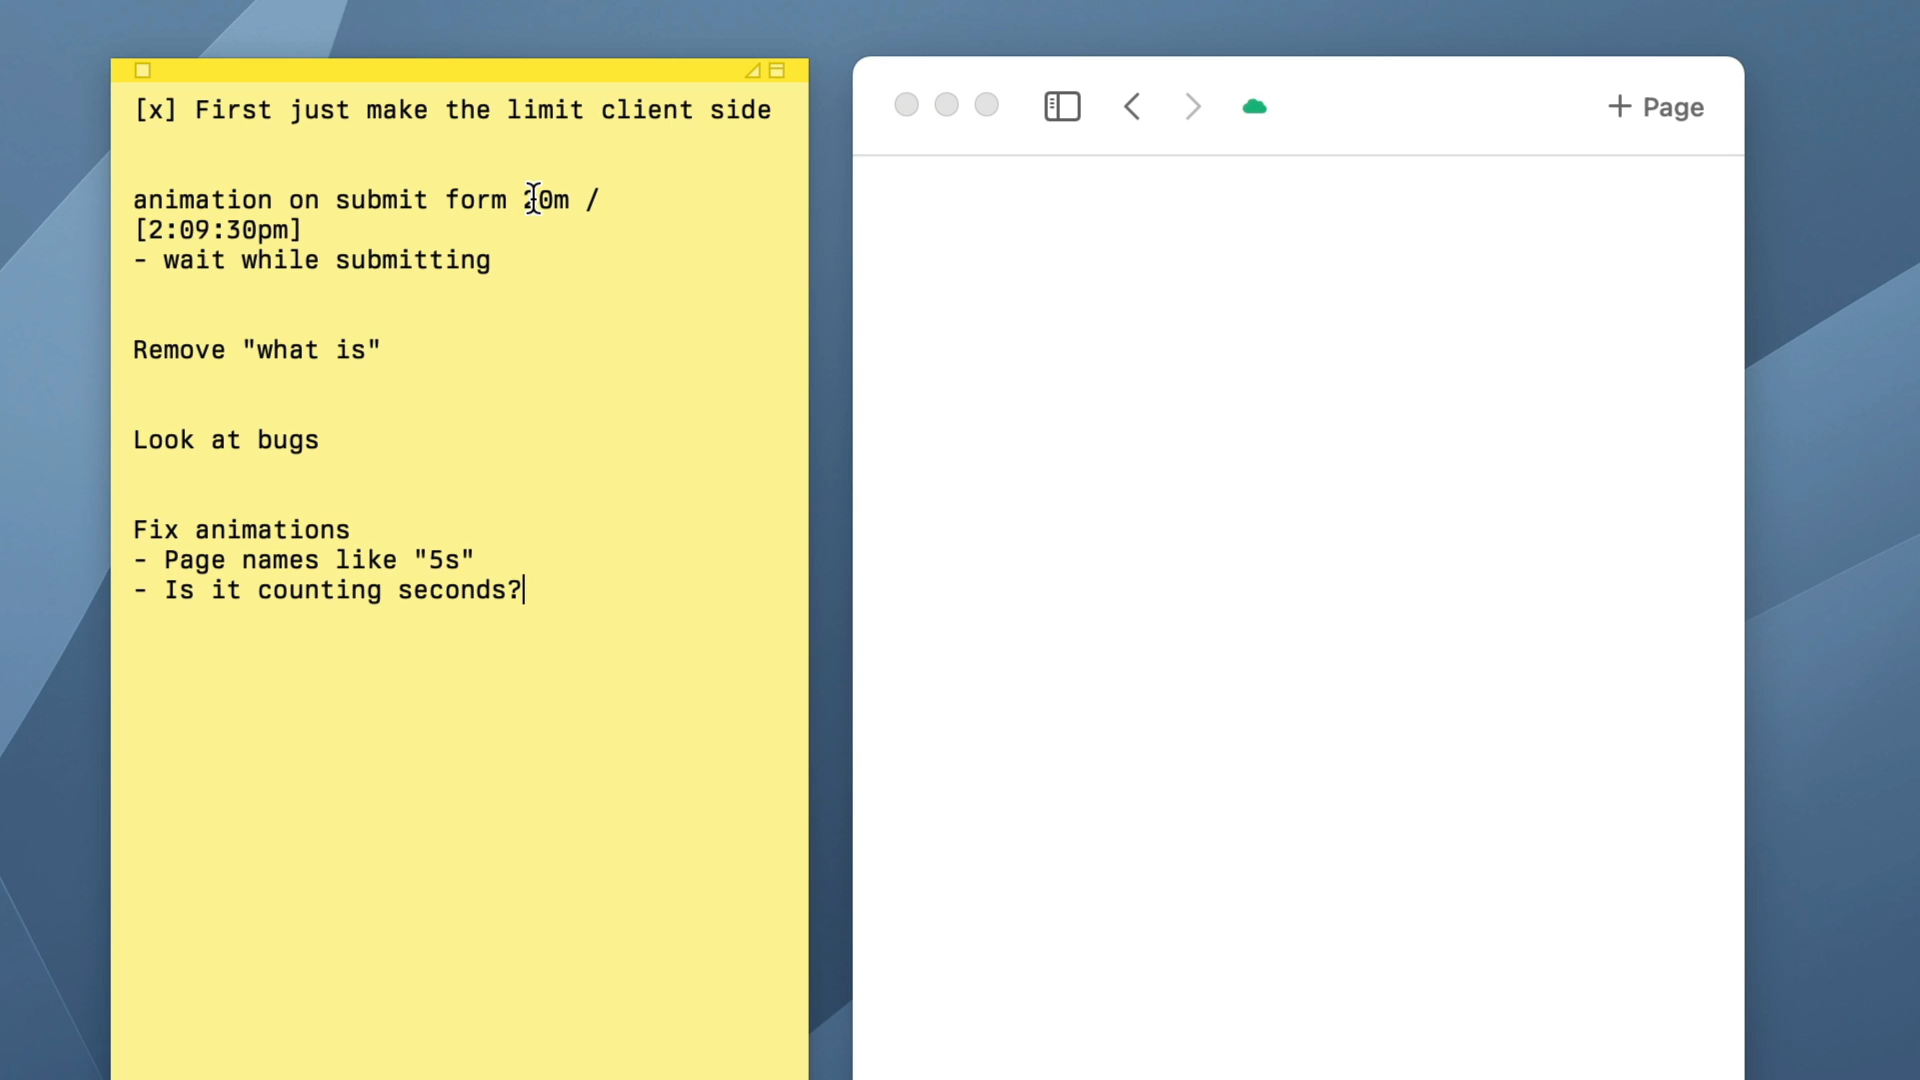 [x] First just make the limit client side
animation on submit form 20m /
[2:09:30pm]
- wait while submitting
Remove "what is"
Look at bugs
Fix animations
- Page names like "5s"
- Is it counting seconds?
+ Page